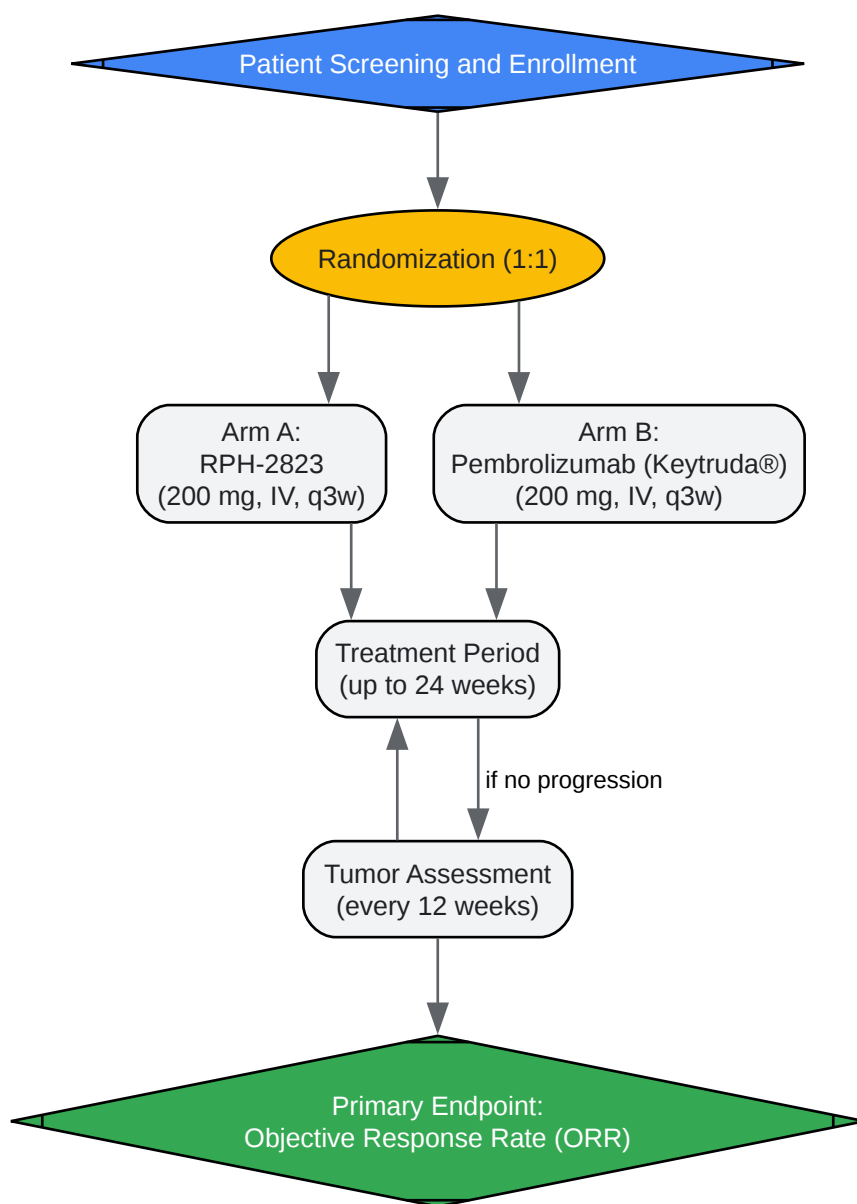 Patient Screening and Enrollment
Randomization (1:1)
Arm A:
RPH-2823
(200 mg, IV, q3w)
Arm B:
Pembrolizumab (Keytruda®)
(200 mg, IV, q3w)
Treatment Period
(up to 24 weeks)
if no progression
Tumor Assessment
(every 12 weeks)
Primary Endpoint:
Objective Response Rate (ORR)